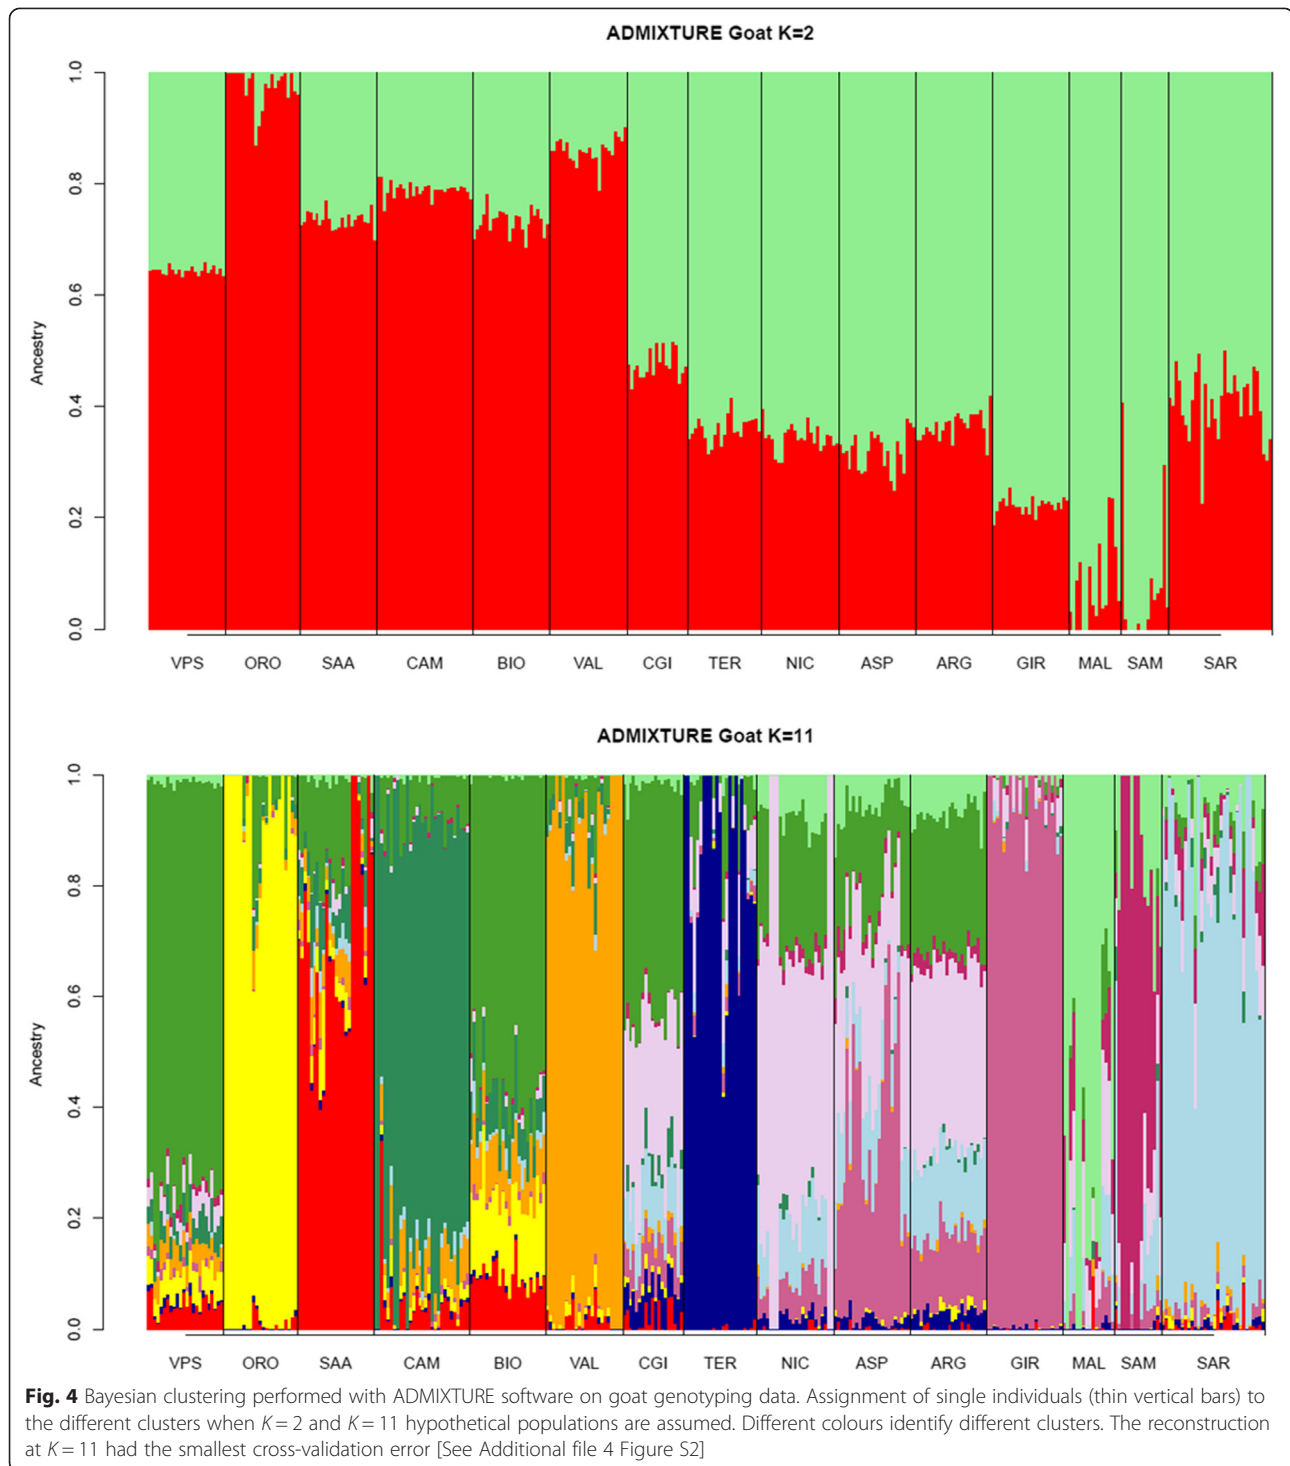 ADMIXTURE Goat K=2
1.0
0.8
0.6
0.4
0.2
0.0
Ancestry
VPS ORO SAA CAM BIO VAL CGI TER NIC ASP ARG GIR MAL SAM SAR
ADMIXTURE Goat K=11
1.0
0.8
0.6
0.4
0.2
0.0
Ancestry
VPS ORO SAA CAM BIO VAL CGI TER NIC ASP ARG GIR MAL SAM SAR
Fig. 4 Bayesian clustering performed with ADMIXTURE software on goat genotyping data. Assignment of single individuals (thin vertical bars) to
the different clusters when K = 2 and K = 11 hypothetical populations are assumed. Different colours identify different clusters. The reconstruction
at K = 11 had the smallest cross-validation error [See Additional file 4 Figure S2]